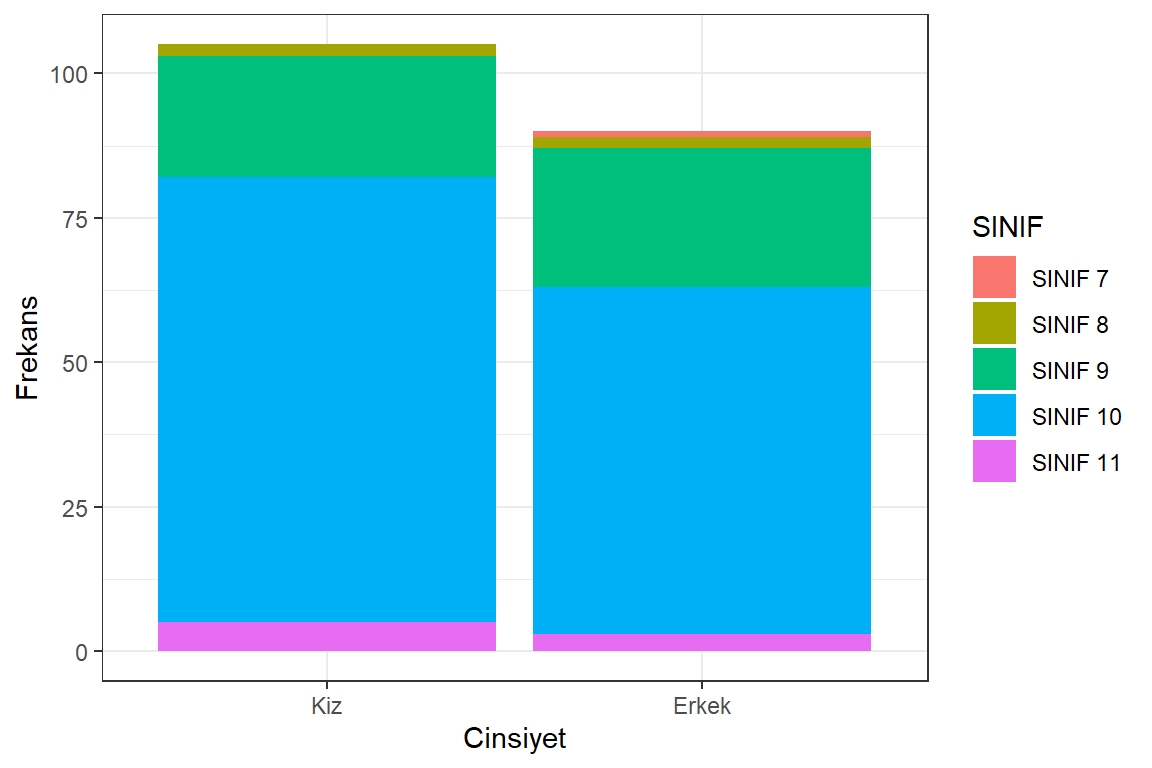 Frekans
100
75
50
25
0
Kiz
Erkek
Cinsiyet
SINIF
SINIF 7
SINIF 8
SINIF 9
SINIF 10
SINIF 11